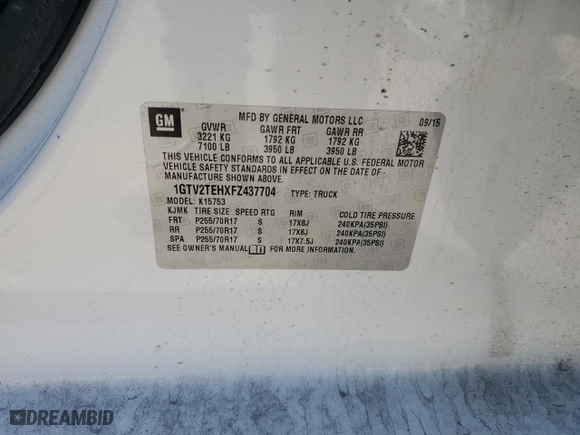 GM
MFD BY GENERAL MOTORS LLC
09/15
GVWR GAWR FRT GAWR RR
3221 KG 1792 KG 1792 KG
7100 LB 3950 LB 3950 LB
THIS VEHICLE CONFORMS TO ALL APPLICABLE U.S. FEDERAL MOTOR
VEHICLE SAFETY STANDARDS IN EFFECT ON THE DATE OF
MANUFACTURE SHOWN ABOVE.
1GTV2TEHXFZ437704 TYPE: TRUCK
MODEL: K15753
KJMK TIRE SIZE SPEED RTG RIM COLD TIRE PRESSURE
FRT P255/70R17 S 17X8J 240KPA(35PSI)
RR P255/70R17 S 17X8J 240KPA(35PSI)
SPA P255/70R17 S 17X7.5J 240KPA(35PSI)
SEE OWNER'S MANUAL FOR MORE INFORMATION.
DREAMBID